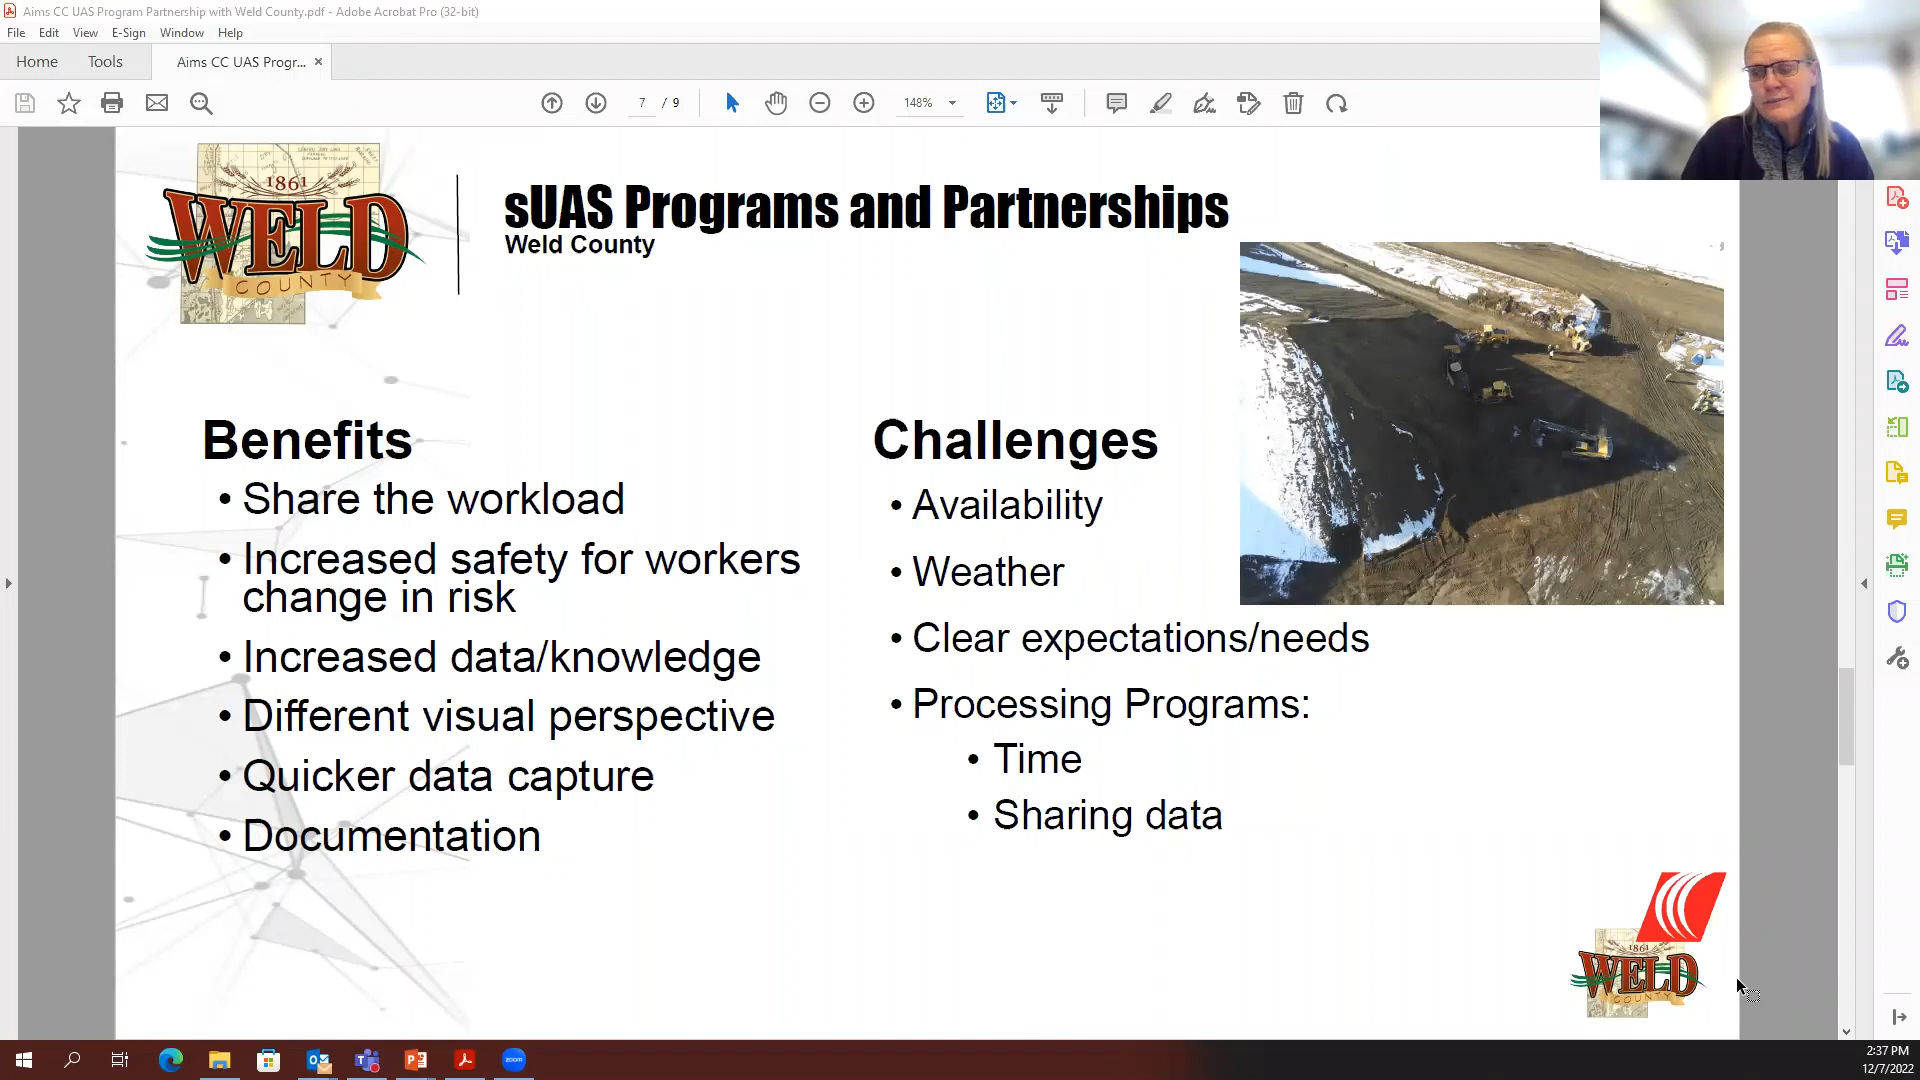 Aims CC UAS Program Partnership with Weld County.pdf - Adobe Acrobat Pro (32-bit)
File Edit View E-Sign Window Help
Home Tools Aims CC UAS Progr... ×
7 / 9 148%
1861
WELD
COUNTY
sUAS Programs and Partnerships
Weld County
Benefits
• Share the workload
• Increased safety for workers
change in risk
• Increased data/knowledge
• Different visual perspective
• Quicker data capture
• Documentation
Challenges
• Availability
• Weather
• Clear expectations/needs
• Processing Programs:
• Time
• Sharing data
1861
WELD
COUNTY
zoom
2:37 PM
12/7/2022